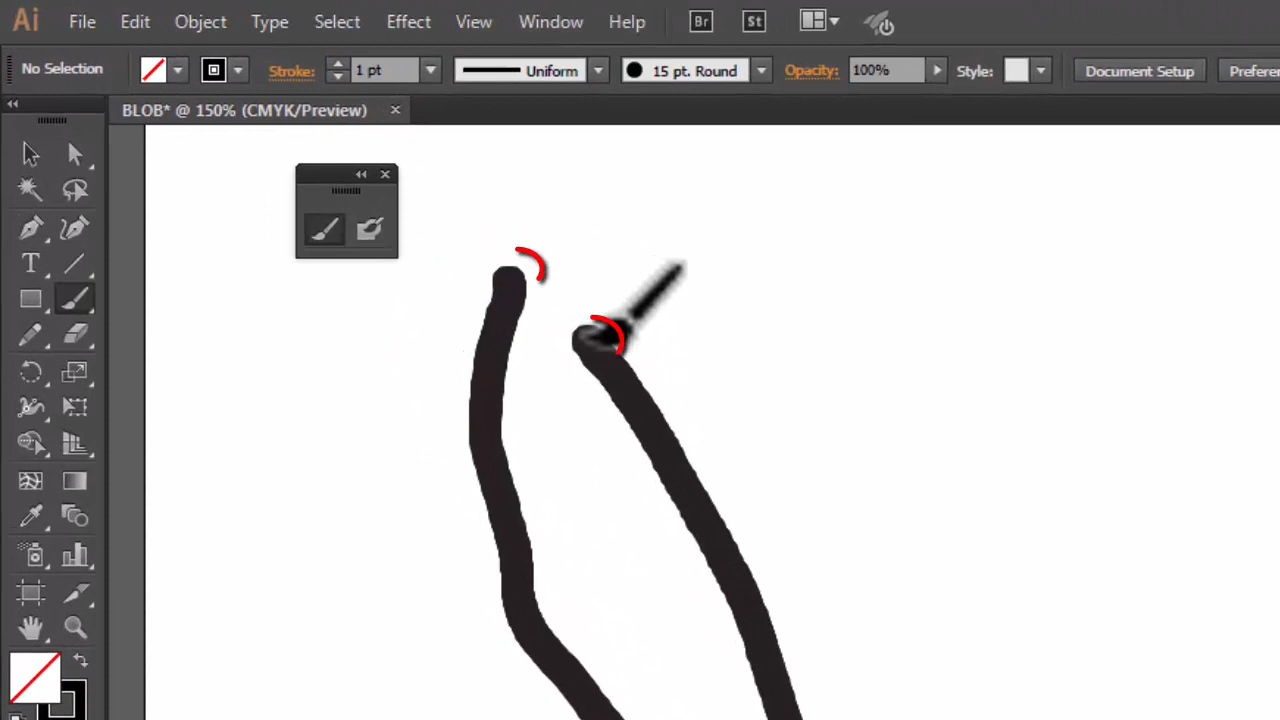 Ai File Edit Object Type Select Effect View Window Help Br St
No Selection Stroke: 1 pt Uniform 15 pt. Round Opacity: 100% Style: Document Setup Prefere
BLOB* @ 150% (CMYK/Preview) ×
T